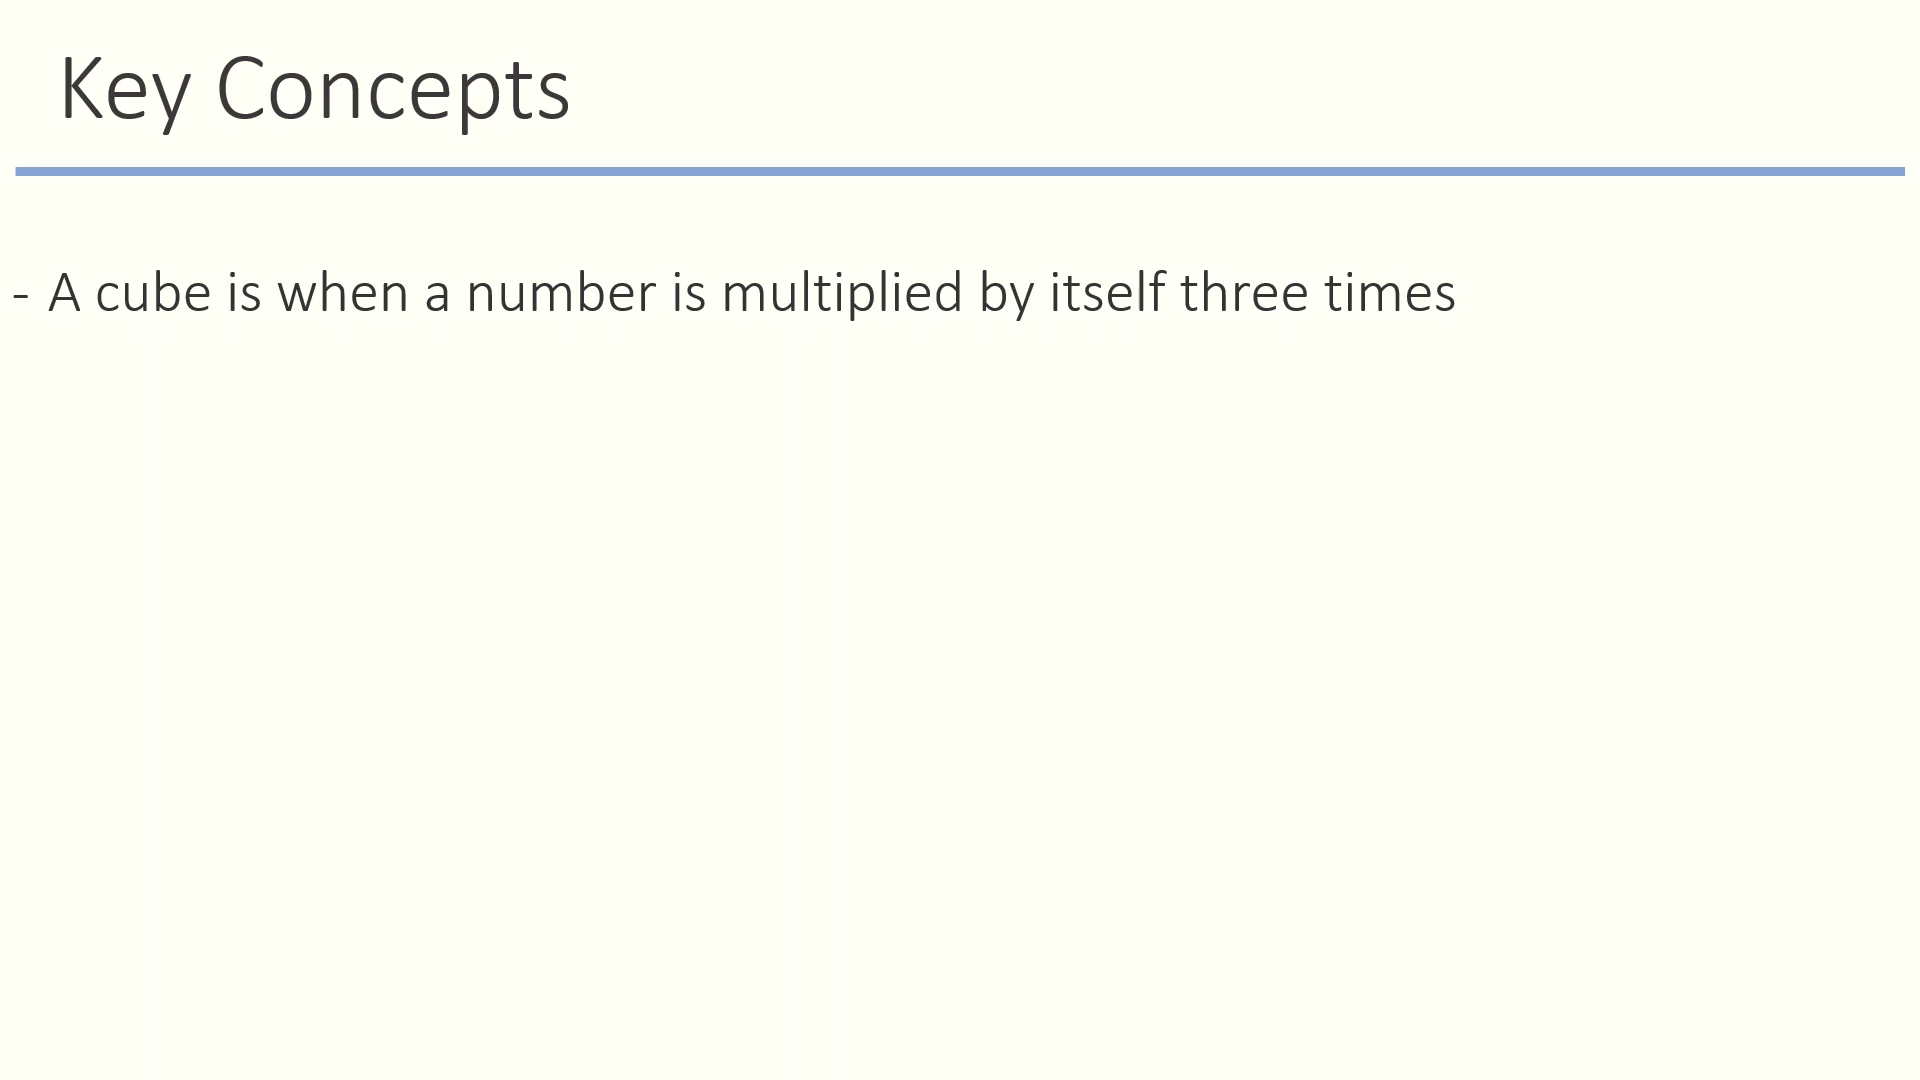 Key Concepts
- A cube is when a number is multiplied by itself three times